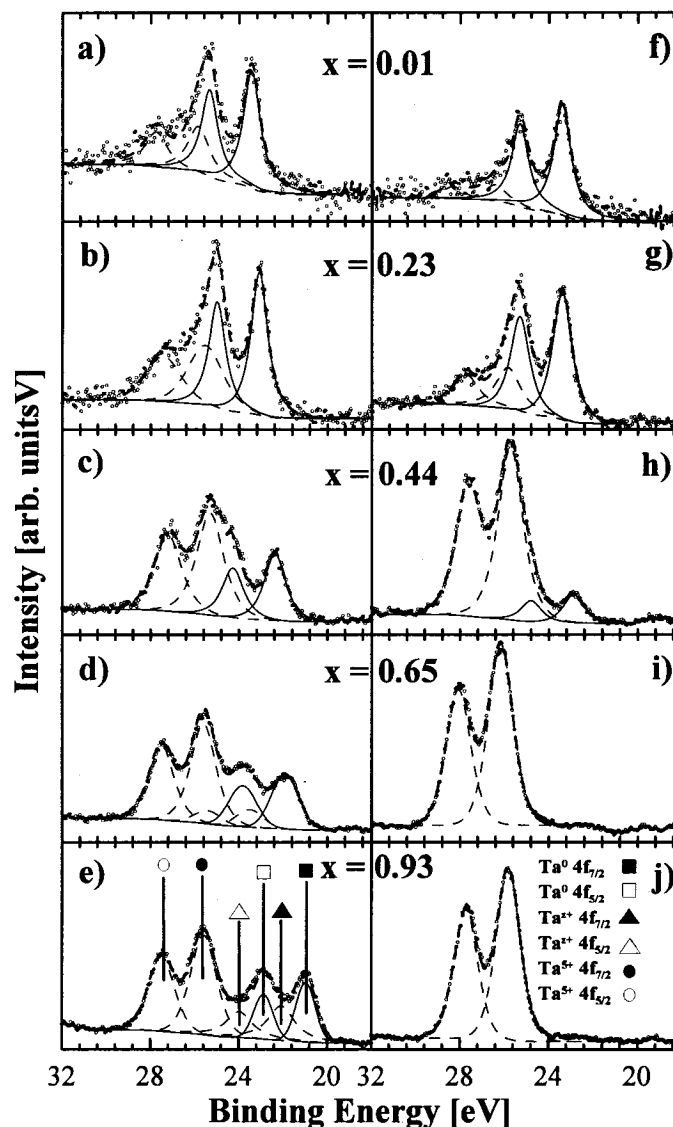 a) x = 0.01 f)
b) x = 0.23 g)
c) x = 0.44 h)
d) x = 0.65 i)
e) x = 0.93 j)
Ta⁰ 4f₇/₂
Ta⁰ 4f₅/₂
Taᶻ⁺ 4f₇/₂
Taᶻ⁺ 4f₅/₂
Ta⁵⁺ 4f₇/₂
Ta⁵⁺ 4f₅/₂
Intensity [arb. unitsV)
32 28 24 20 32 28 24 20
Binding Energy [eV]